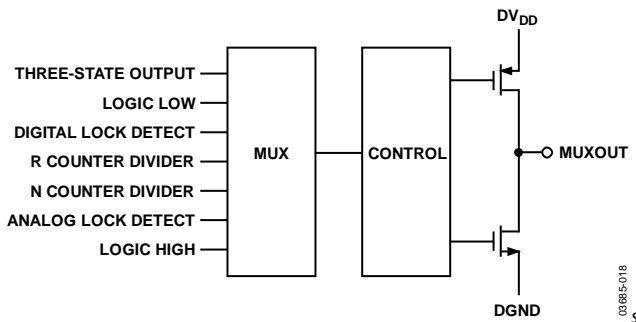 DVDD
THREE-STATE OUTPUT
LOGIC LOW
DIGITAL LOCK DETECT
R COUNTER DIVIDER
N COUNTER DIVIDER
ANALOG LOCK DETECT
LOGIC HIGH
MUX
CONTROL
MUXOUT
DGND
03685-018